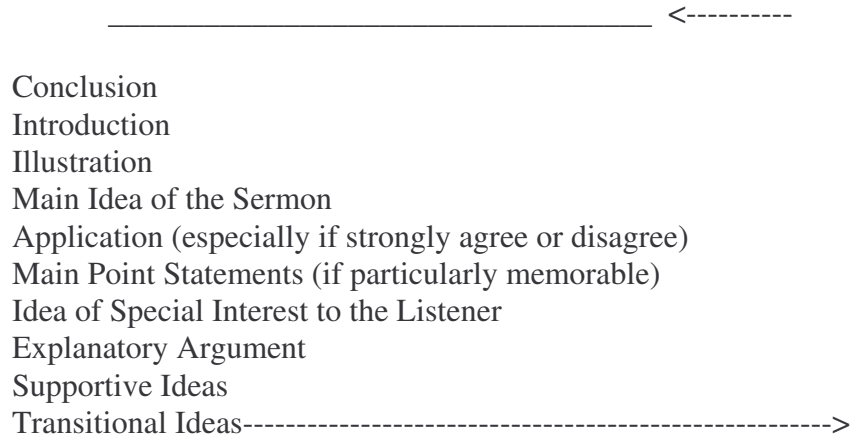 __________________________________ <----------
Conclusion
Introduction
Illustration
Main Idea of the Sermon
Application (especially if strongly agree or disagree)
Main Point Statements (if particularly memorable)
Idea of Special Interest to the Listener
Explanatory Argument
Supportive Ideas
Transitional Ideas-------------------------------------------------------->